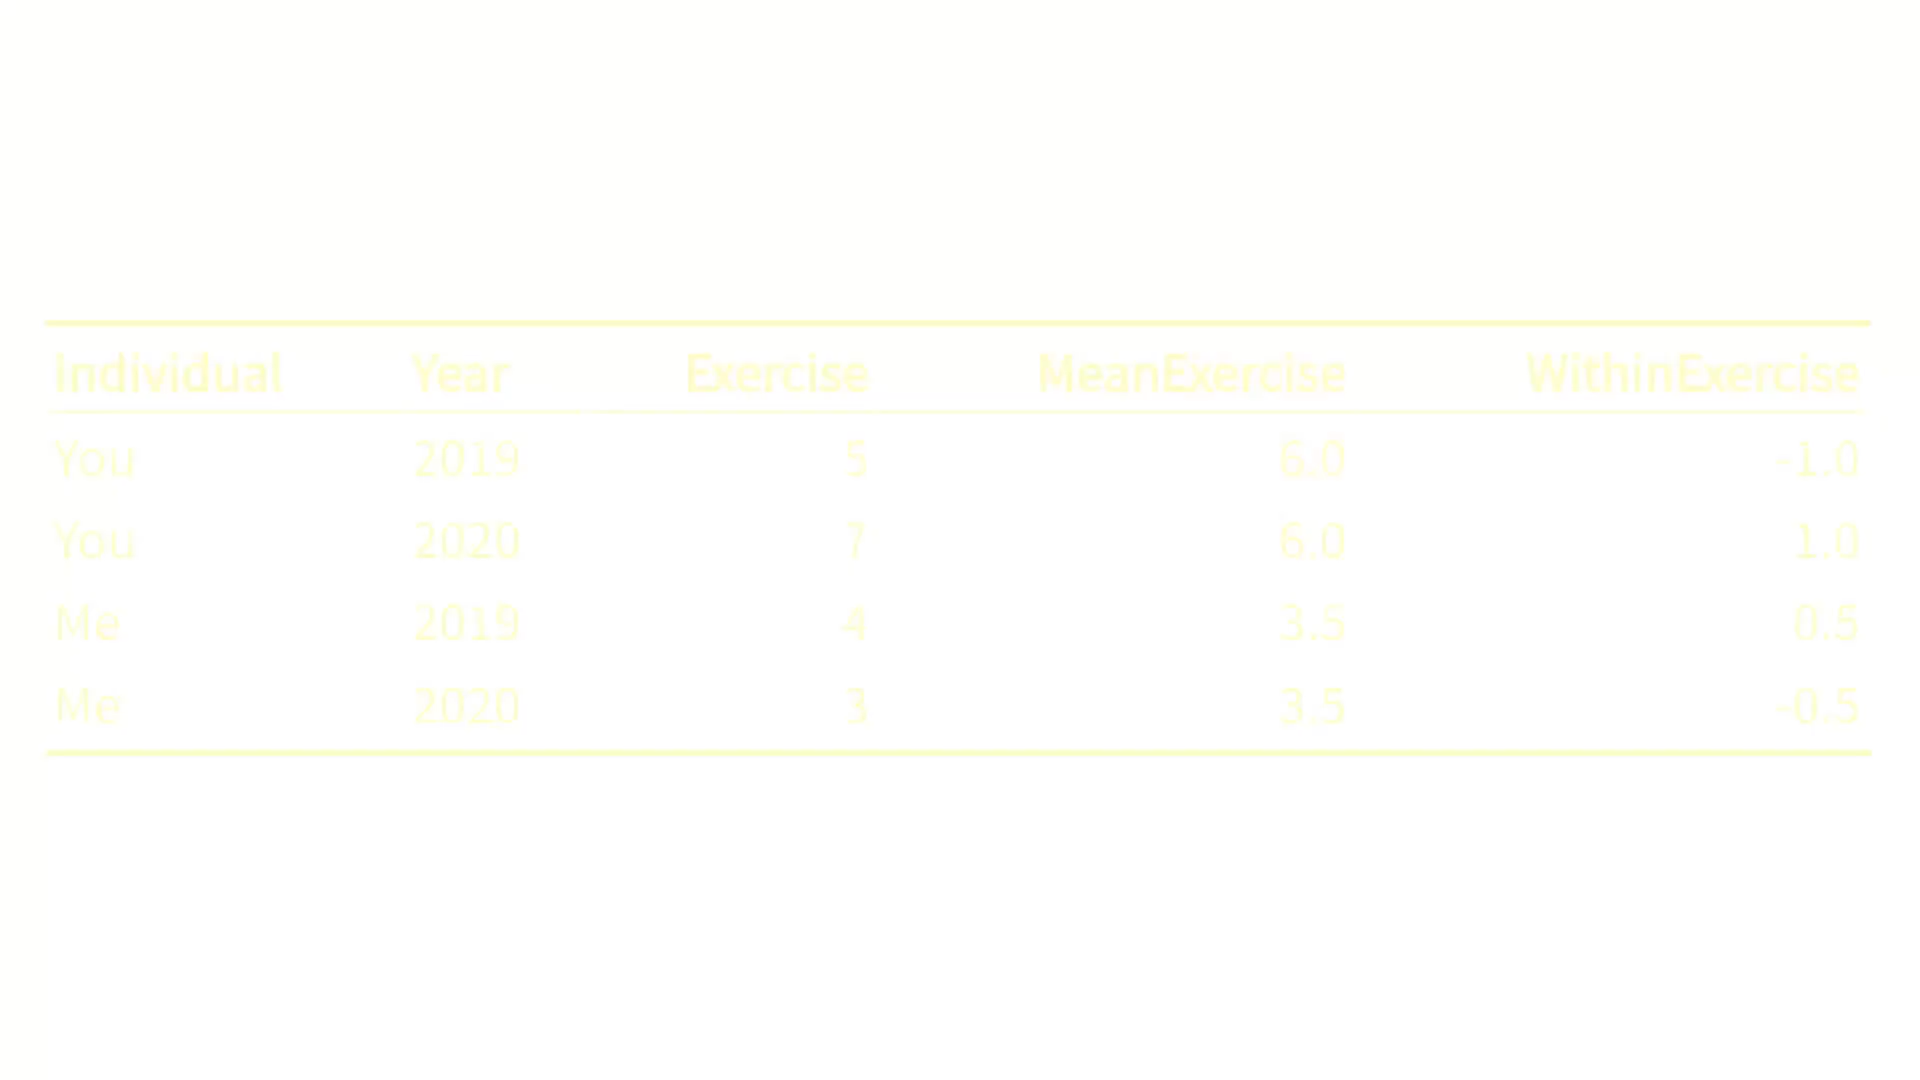 Individual Year Exercise MeanExercise WithinExercise
You 2019 5 6.0 -1.0
You 2020 7 6.0 1.0
Me 2019 4 3.5 0.5
Me 2020 3 3.5 -0.5